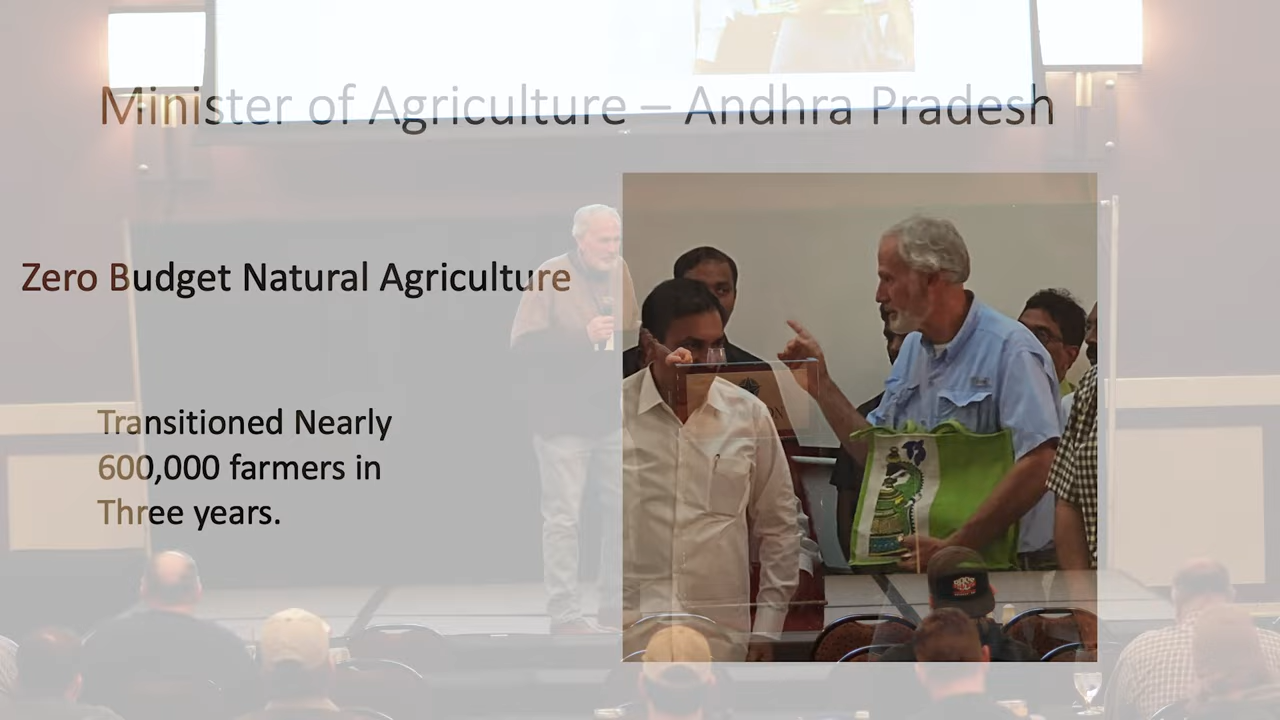 Minister of Agriculture – Andhra Pradesh
Zero Budget Natural Agriculture
Transitioned Nearly
600,000 farmers in
Three years.